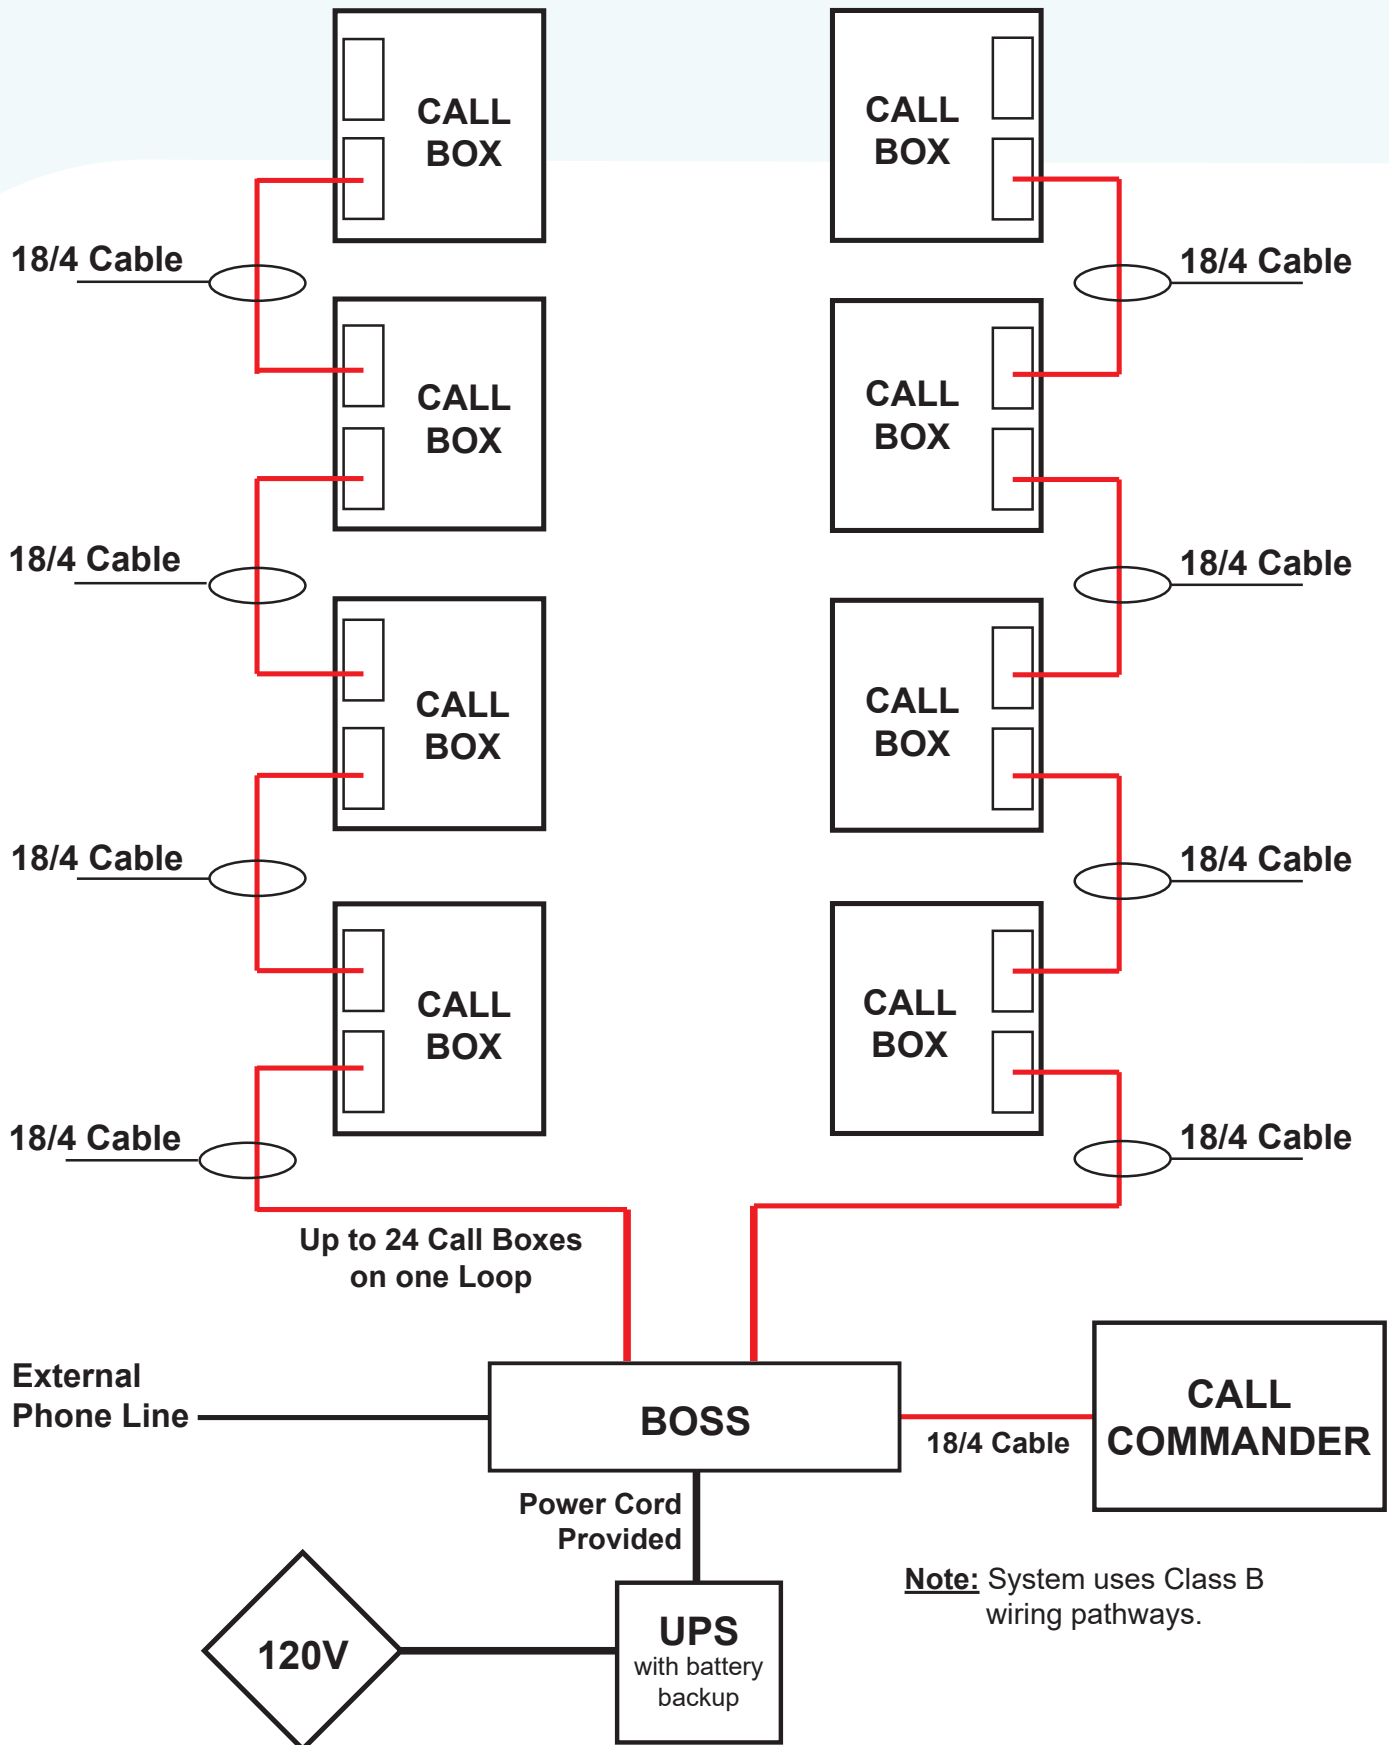 CALL
BOX
CALL
BOX
18/4 Cable
18/4 Cable
CALL
BOX
CALL
BOX
18/4 Cable
18/4 Cable
CALL
BOX
CALL
BOX
18/4 Cable
18/4 Cable
CALL
BOX
CALL
BOX
18/4 Cable
18/4 Cable
Up to 24 Call Boxes
on one Loop
External
Phone Line
BOSS
18/4 Cable
CALL
COMMANDER
Power Cord
Provided
Note: System uses Class B
wiring pathways.
120V
UPS
with battery
backup